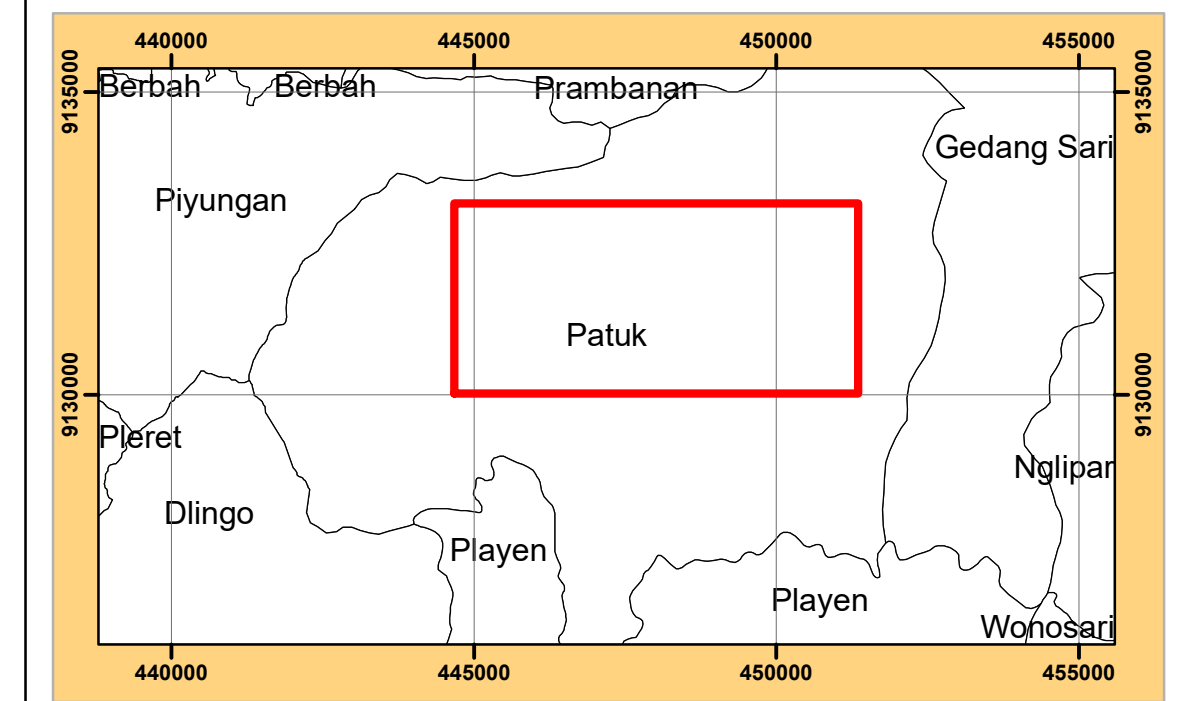 440000 445000 450000 455000
9135000 9135000
Berbah Berbah Prambanan
Gedang Sari
Piyungan
Patuk
9130000 9130000
Pleret
Nglipar
Dlingo
Playen
Playen
Wonosari
440000 445000 450000 455000